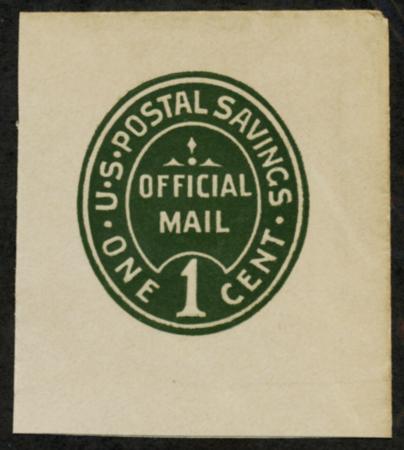 U·S·POSTAL SAVINGS
OFFICIAL
MAIL
·ONE 1 CENT·